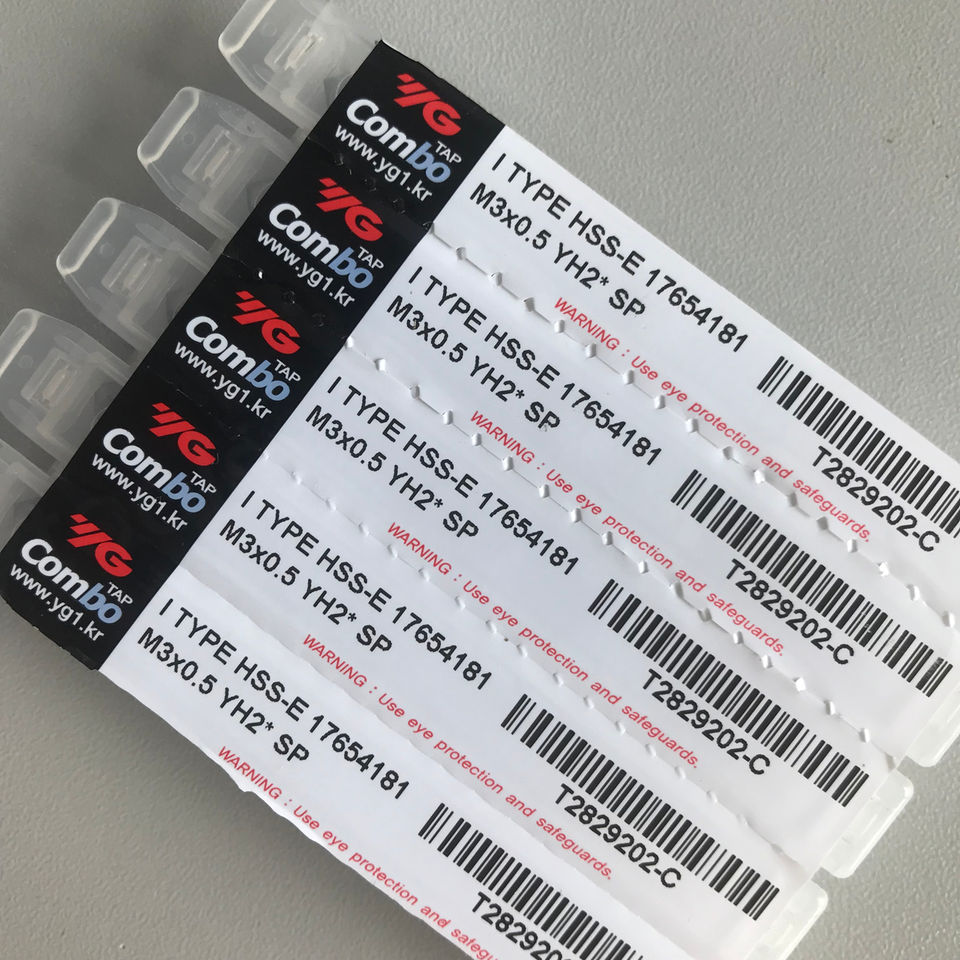 YG
Combo TAP
www.yg1.kr
I TYPE HSS-E 17654181
M3x0.5 YH2* SP
WARNING : Use eye protection and safeguards.
T2829202-C
YG
Combo TAP
www.yg1.kr
I TYPE HSS-E 17654181
M3x0.5 YH2* SP
WARNING : Use eye protection and safeguards.
T2829202-C
YG
Combo TAP
www.yg1.kr
I TYPE HSS-E 17654181
M3x0.5 YH2* SP
WARNING : Use eye protection and safeguards.
T2829202-C
YG
Combo TAP
www.yg1.kr
I TYPE HSS-E 17654181
M3x0.5 YH2* SP
WARNING : Use eye protection and safeguards.
T2829202-C
YG
Combo TAP
www.yg1.kr
I TYPE HSS-E 17654181
M3x0.5 YH2* SP
WARNING : Use eye protection and safegu
T282920